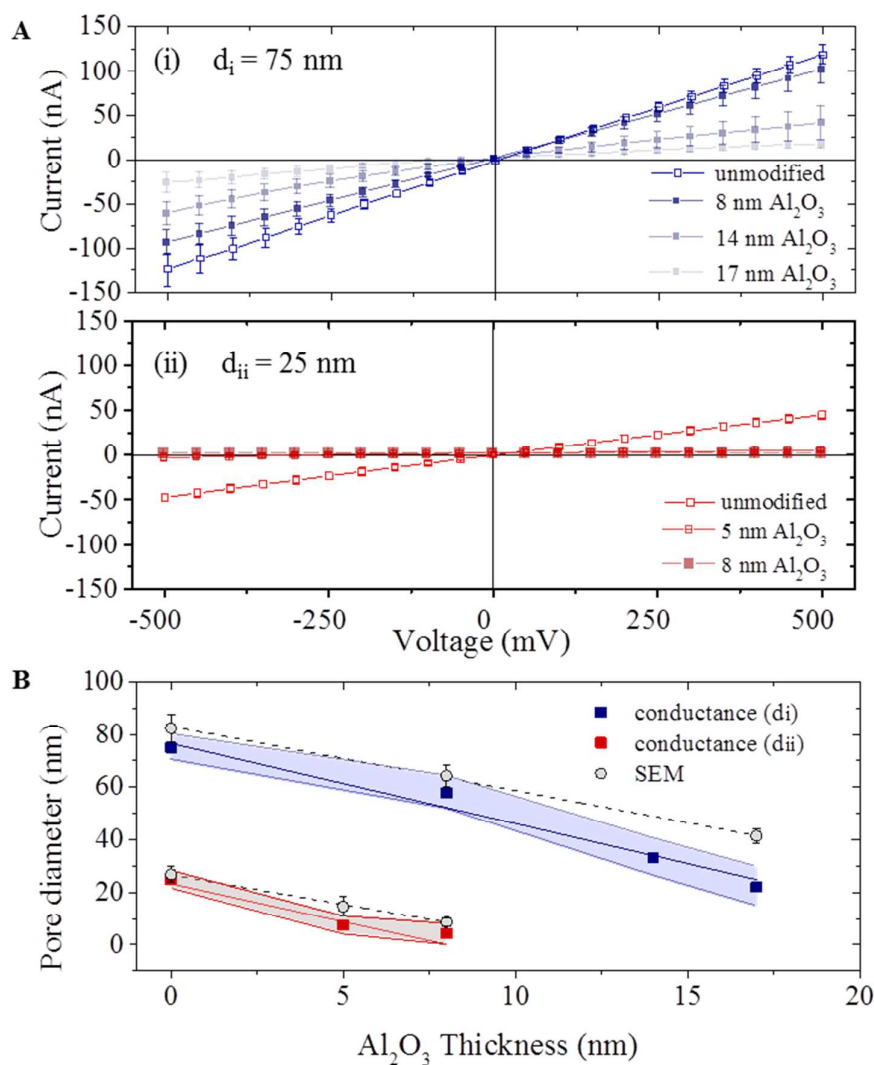 A
(i) dᵢ = 75 nm
Current (nA)
150
100
50
0
-50
-100
-150
unmodified
8 nm Al₂O₃
14 nm Al₂O₃
17 nm Al₂O₃
(ii) dᵢᵢ = 25 nm
Current (nA)
150
100
50
0
-50
-100
-150
unmodified
5 nm Al₂O₃
8 nm Al₂O₃
-500 -250 0 250 500
Voltage (mV)
B
Pore diameter (nm)
100
80
60
40
20
0
conductance (di)
conductance (dii)
SEM
0 5 10 15 20
Al₂O₃ Thickness (nm)